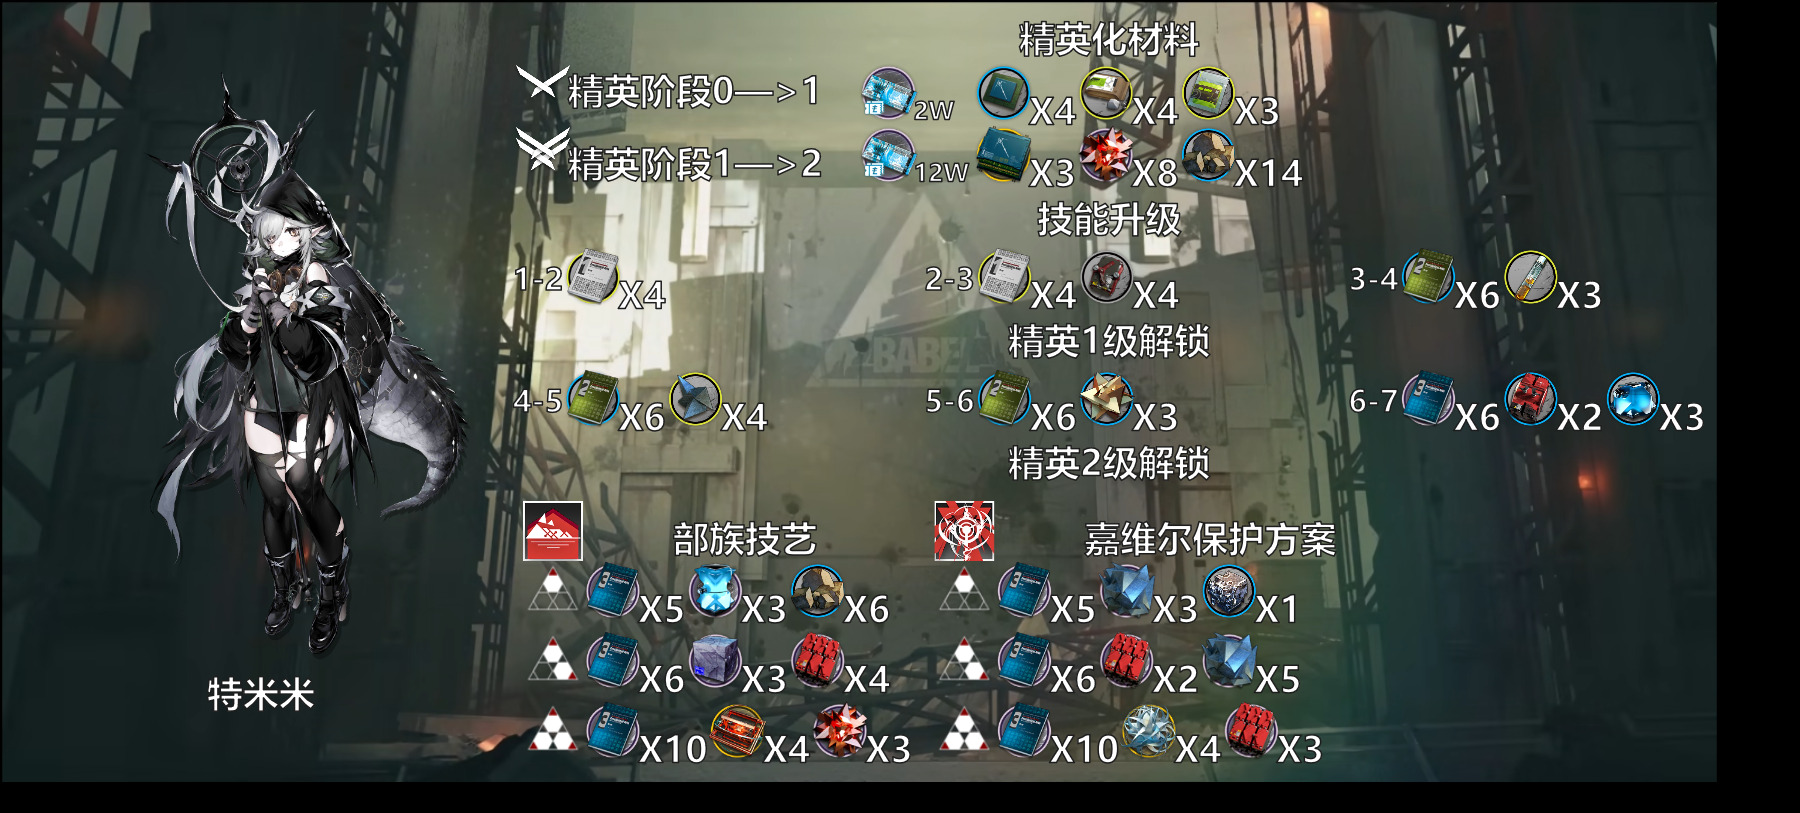 精英化材料
精英阶段0—>1 2W X4 X4 X3
精英阶段1—>2 12W X3 X8 X14
技能升级
1-2 X4 2-3 X4 X4 3-4 X6 X3
BABEL
精英1级解锁
4-5 X6 X4 5-6 X6 X3 6-7 X6 X2 X3
精英2级解锁
部族技艺 嘉维尔保护方案
X5 X3 X6 X5 X3 X1
X6 X3 X4 X6 X2 X5
X10 X4 X3 X10 X4 X3
特米米